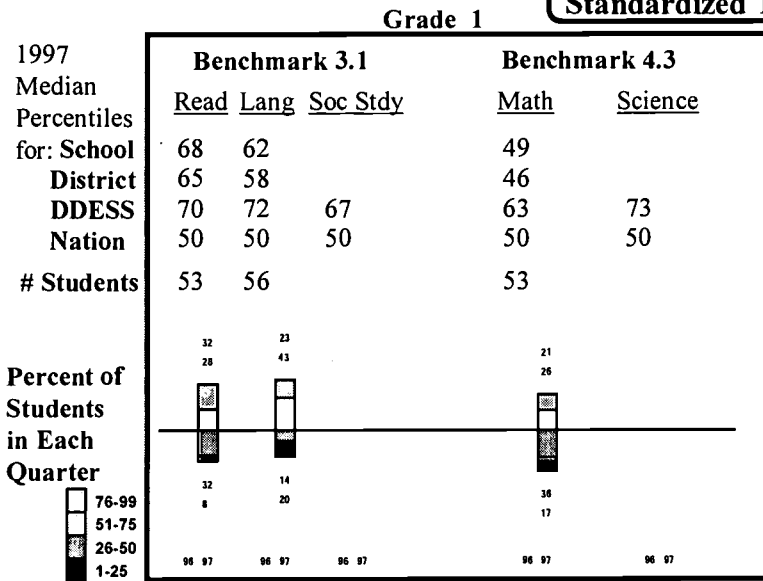 Standardized
Grade 1
1997
Median
Percentiles
for: School
District
DDESS
Nation
# Students
Benchmark 3.1 Benchmark 4.3
Read Lang Soc Stdy Math Science
68 62 49
65 58 46
70 72 67 63 73
50 50 50 50 50
53 56 53
32 23 21
28 43 26
Percent of
Students
in Each
Quarter
32 14 36
8 20 17
76-99
51-75
26-50
1-25
96 97 96 97 96 97 96 97 96 97